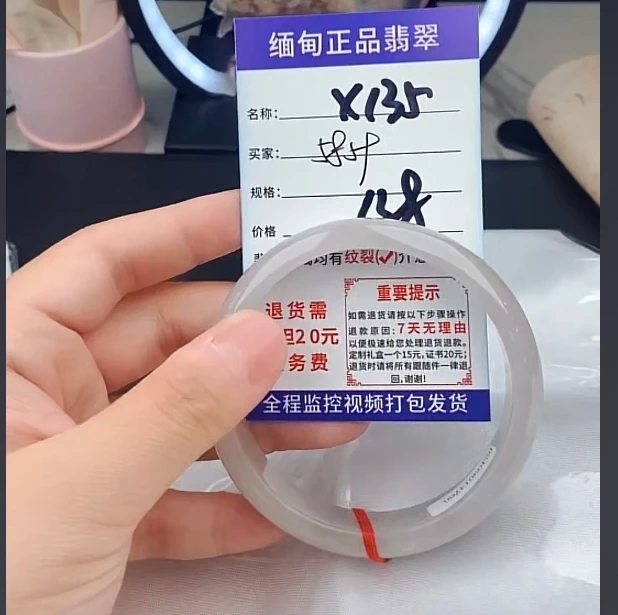 缅甸正品翡翠
名称: X135
买家:
规格:
价格 138
均有纹裂(✓)
退货需
担20元
务费
重要提示
如需退货请按以下步骤操作
退款原因:7天无理由
以便极速给您处理退货退款。
定制礼盒一个15元,证书20元;
退货时请将所有跟随件一律退
回,谢谢!
全程监控视频打包发货